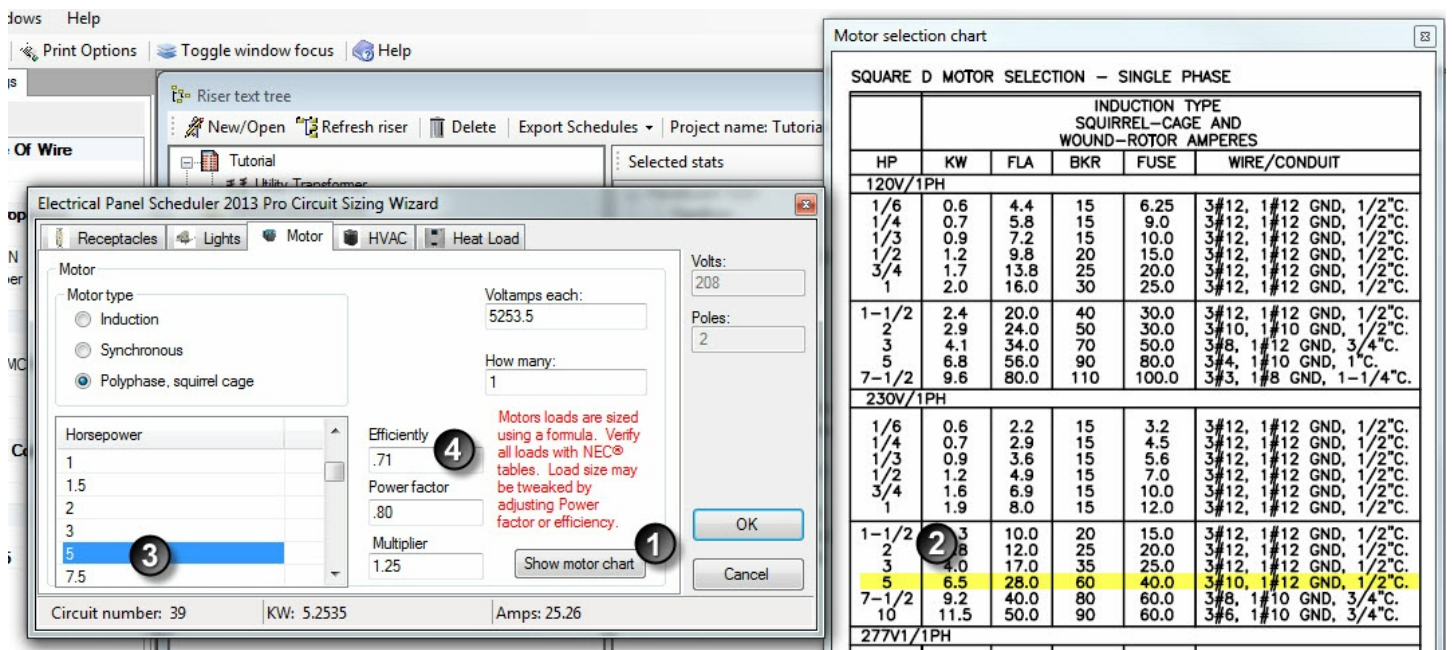 dows Help
Print Options Toggle window focus Help
gs
Of Wire
op
N
er
MC
Co
5
Riser text tree
New/Open Refresh riser Delete Export Schedules Project name: Tutoria
Tutorial
Utility Transformer
Selected stats
Electrical Panel Scheduler 2013 Pro Circuit Sizing Wizard
Receptacles Lights Motor HVAC Heat Load
Motor
Motor type
Induction
Synchronous
Polyphase, squirrel cage
Voltamps each:
5253.5
How many:
1
Volts:
208
Poles:
2
Horsepower
1
1.5
2
3
5
7.5
3
Efficiently
.71
4
Power factor
.80
Multiplier
1.25
Motors loads are sized
using a formula. Verify
all loads with NEC®
tables. Load size may
be tweaked by
adjusting Power
factor or efficiency.
1
Show motor chart
OK
Cancel
Circuit number: 39 KW: 5.2535 Amps: 25.26
Motor selection chart
SQUARE D MOTOR SELECTION – SINGLE PHASE
INDUCTION TYPE
SQUIRREL–CAGE AND
WOUND–ROTOR AMPERES
HP KW FLA BKR FUSE WIRE/CONDUIT
120V/1PH
1/6 0.6 4.4 15 6.25 3#12, 1#12 GND, 1/2"C.
1/4 0.7 5.8 15 9.0 3#12, 1#12 GND, 1/2"C.
1/3 0.9 7.2 15 10.0 3#12, 1#12 GND, 1/2"C.
1/2 1.2 9.8 20 15.0 3#12, 1#12 GND, 1/2"C.
3/4 1.7 13.8 25 20.0 3#12, 1#12 GND, 1/2"C.
1 2.0 16.0 30 25.0 3#12, 1#12 GND, 1/2"C.
1–1/2 2.4 20.0 40 30.0 3#12, 1#12 GND, 1/2"C.
2 2.9 24.0 50 30.0 3#10, 1#10 GND, 1/2"C.
3 4.1 34.0 70 50.0 3#8, 1#12 GND, 3/4"C.
5 6.8 56.0 90 80.0 3#4, 1#10 GND, 1"C.
7–1/2 9.6 80.0 110 100.0 3#3, 1#8 GND, 1–1/4"C.
230V/1PH
1/6 0.6 2.2 15 3.2 3#12, 1#12 GND, 1/2"C.
1/4 0.7 2.9 15 4.5 3#12, 1#12 GND, 1/2"C.
1/3 0.9 3.6 15 5.6 3#12, 1#12 GND, 1/2"C.
1/2 1.2 4.9 15 7.0 3#12, 1#12 GND, 1/2"C.
3/4 1.6 6.9 15 10.0 3#12, 1#12 GND, 1/2"C.
1 1.9 8.0 15 12.0 3#12, 1#12 GND, 1/2"C.
1–1/2 3 10.0 20 15.0 3#12, 1#12 GND, 1/2"C.
2 8 12.0 25 20.0 3#12, 1#12 GND, 1/2"C.
2
3 4.0 17.0 35 25.0 3#12, 1#12 GND, 1/2"C.
5 6.5 28.0 60 40.0 3#10, 1#12 GND, 1/2"C.
7–1/2 9.2 40.0 80 60.0 3#8, 1#10 GND, 3/4"C.
10 11.5 50.0 90 60.0 3#6, 1#10 GND, 3/4"C.
277V1/1PH